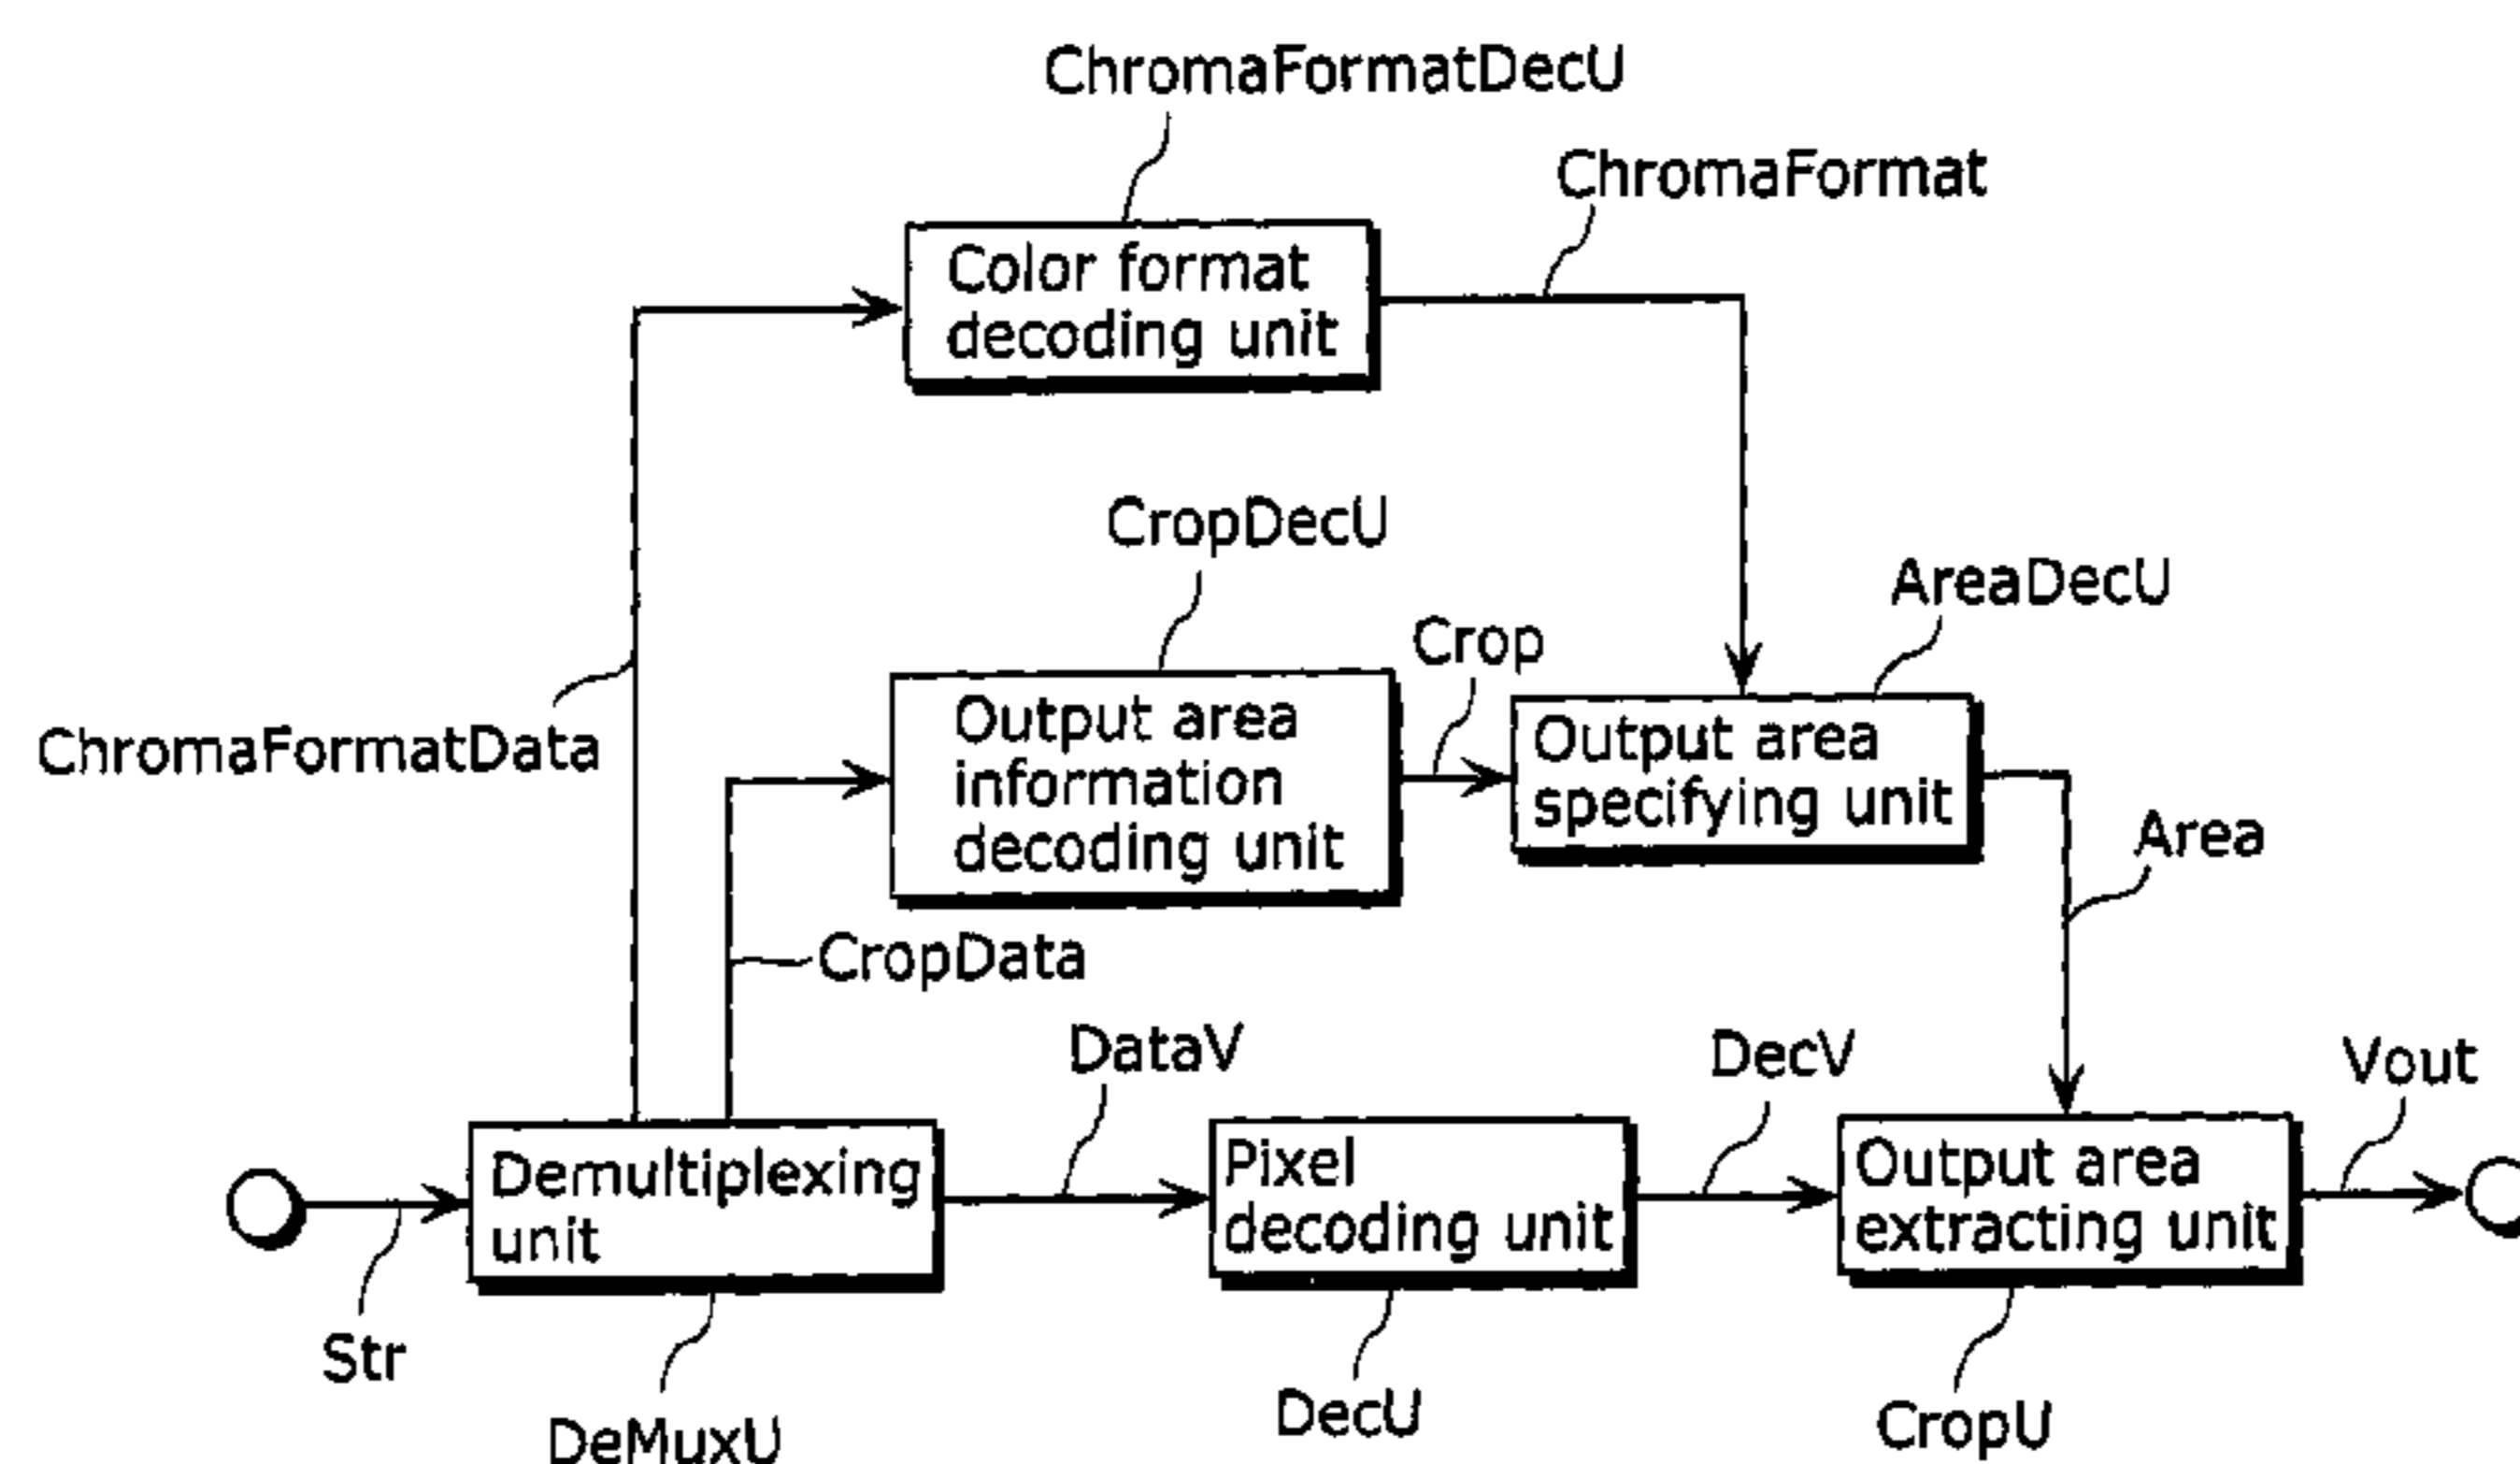 ChromaFormatDecU
ChromaFormat
Color format
decoding unit
CropDecU
AreaDecU
Crop
Output area
information
decoding unit
Output area
specifying unit
ChromaFormatData
Area
CropData
DataV
DecV
Vout
Demultiplexing
unit
Pixel
decoding unit
Output area
extracting unit
Str
DeMuxU
DecU
CropU